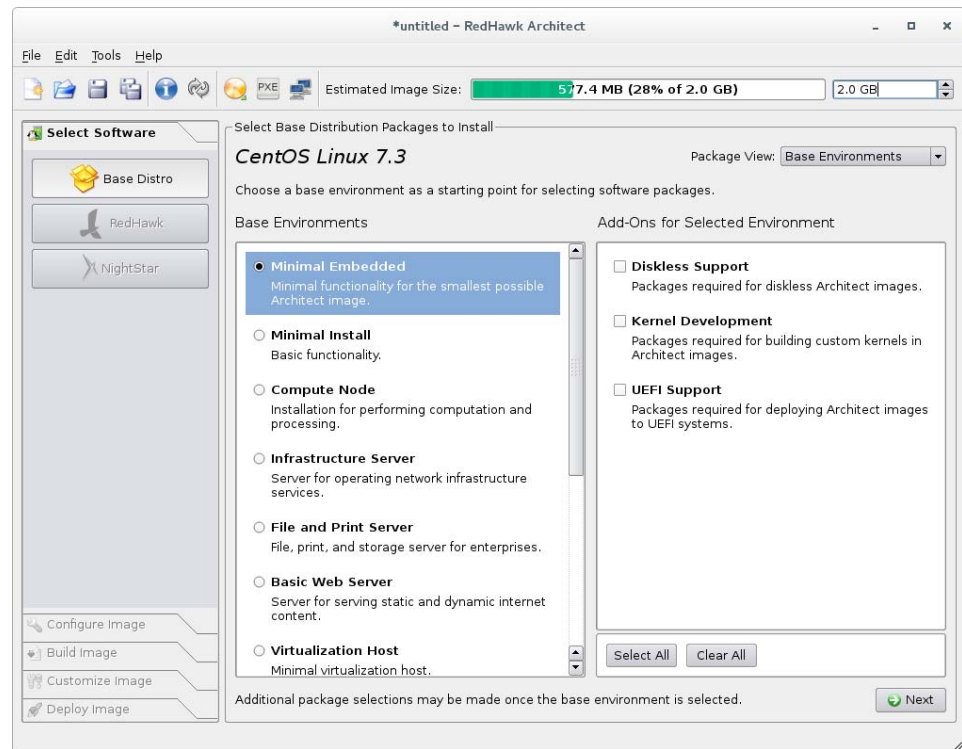 *untitled – RedHawk Architect
File Edit Tools Help
PXE
Estimated Image Size:
577.4 MB (28% of 2.0 GB)
2.0 GB
Select Software
Base Distro
RedHawk
NightStar
Configure Image
Build Image
Customize Image
Deploy Image
Select Base Distribution Packages to Install
CentOS Linux 7.3
Package View: Base Environments
Choose a base environment as a starting point for selecting software packages.
Base Environments
Minimal Embedded
Minimal functionality for the smallest possible
Architect image.
Minimal Install
Basic functionality.
Compute Node
Installation for performing computation and
processing.
Infrastructure Server
Server for operating network infrastructure
services.
File and Print Server
File, print, and storage server for enterprises.
Basic Web Server
Server for serving static and dynamic internet
content.
Virtualization Host
Minimal virtualization host.
Add-Ons for Selected Environment
Diskless Support
Packages required for diskless Architect images.
Kernel Development
Packages required for building custom kernels in
Architect images.
UEFI Support
Packages required for deploying Architect images
to UEFI systems.
Select All
Clear All
Additional package selections may be made once the base environment is selected.
Next